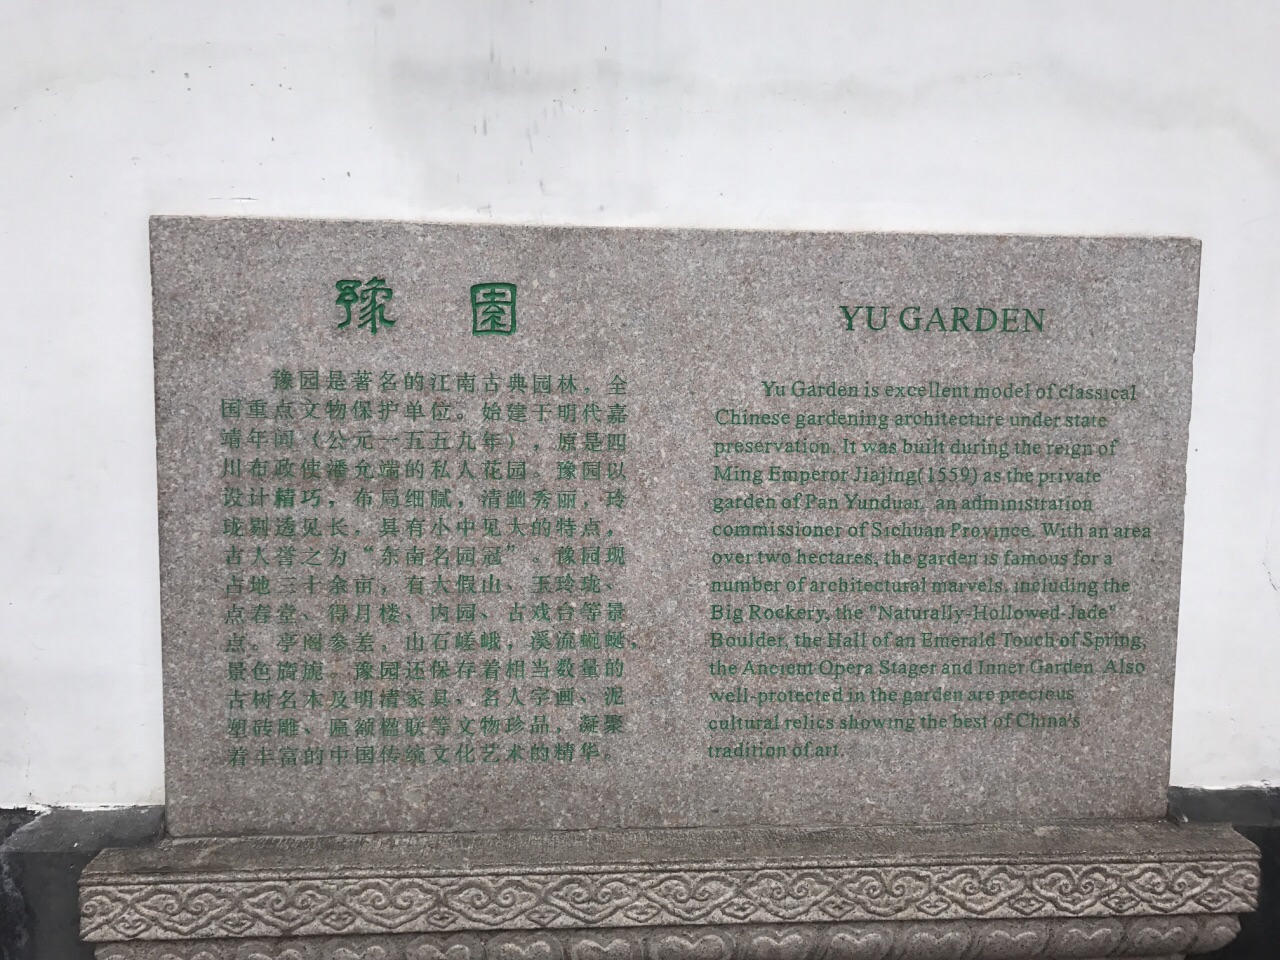 豫園
豫园是著名的江南古典园林，全
国重点文物保护单位。始建于明代嘉
靖年间（公元一五五九年），原是四
川布政使潘允端的私人花园。豫园以
设计精巧，布局细腻，清幽秀丽，玲
珑剔透见长，具有小中见大的特点，
古人誉之为“东南名园冠”。豫园现
占地三十余亩，有大假山、玉玲珑、
点春堂、得月楼、内园、古戏台等景
点。亭阁参差，山石嵯峨，溪流蜿蜒，
景色旖旎。豫园还保存着相当数量的
古树名木及明清家具，名人字画、泥
塑砖雕、匾额楹联等文物珍品，凝聚
着丰富的中国传统文化艺术的精华。
YU GARDEN
Yu Garden is excellent model of classical
Chinese gardening architecture under state
preservation. It was built during the reign of
Ming Emperor Jiajing(1559) as the private
garden of Pan Yunduan, an administration
commissioner of Sichuan Province. With an area
over two hectares, the garden is famous for a
number of architectural marvels, including the
Big Rockery, the "Naturally-Hollowed-Jade"
Boulder, the Hall of an Emerald Touch of Spring,
the Ancient Opera Stager and Inner Garden. Also
well-protected in the garden are precious
cultural relics showing the best of China's
tradition of art.